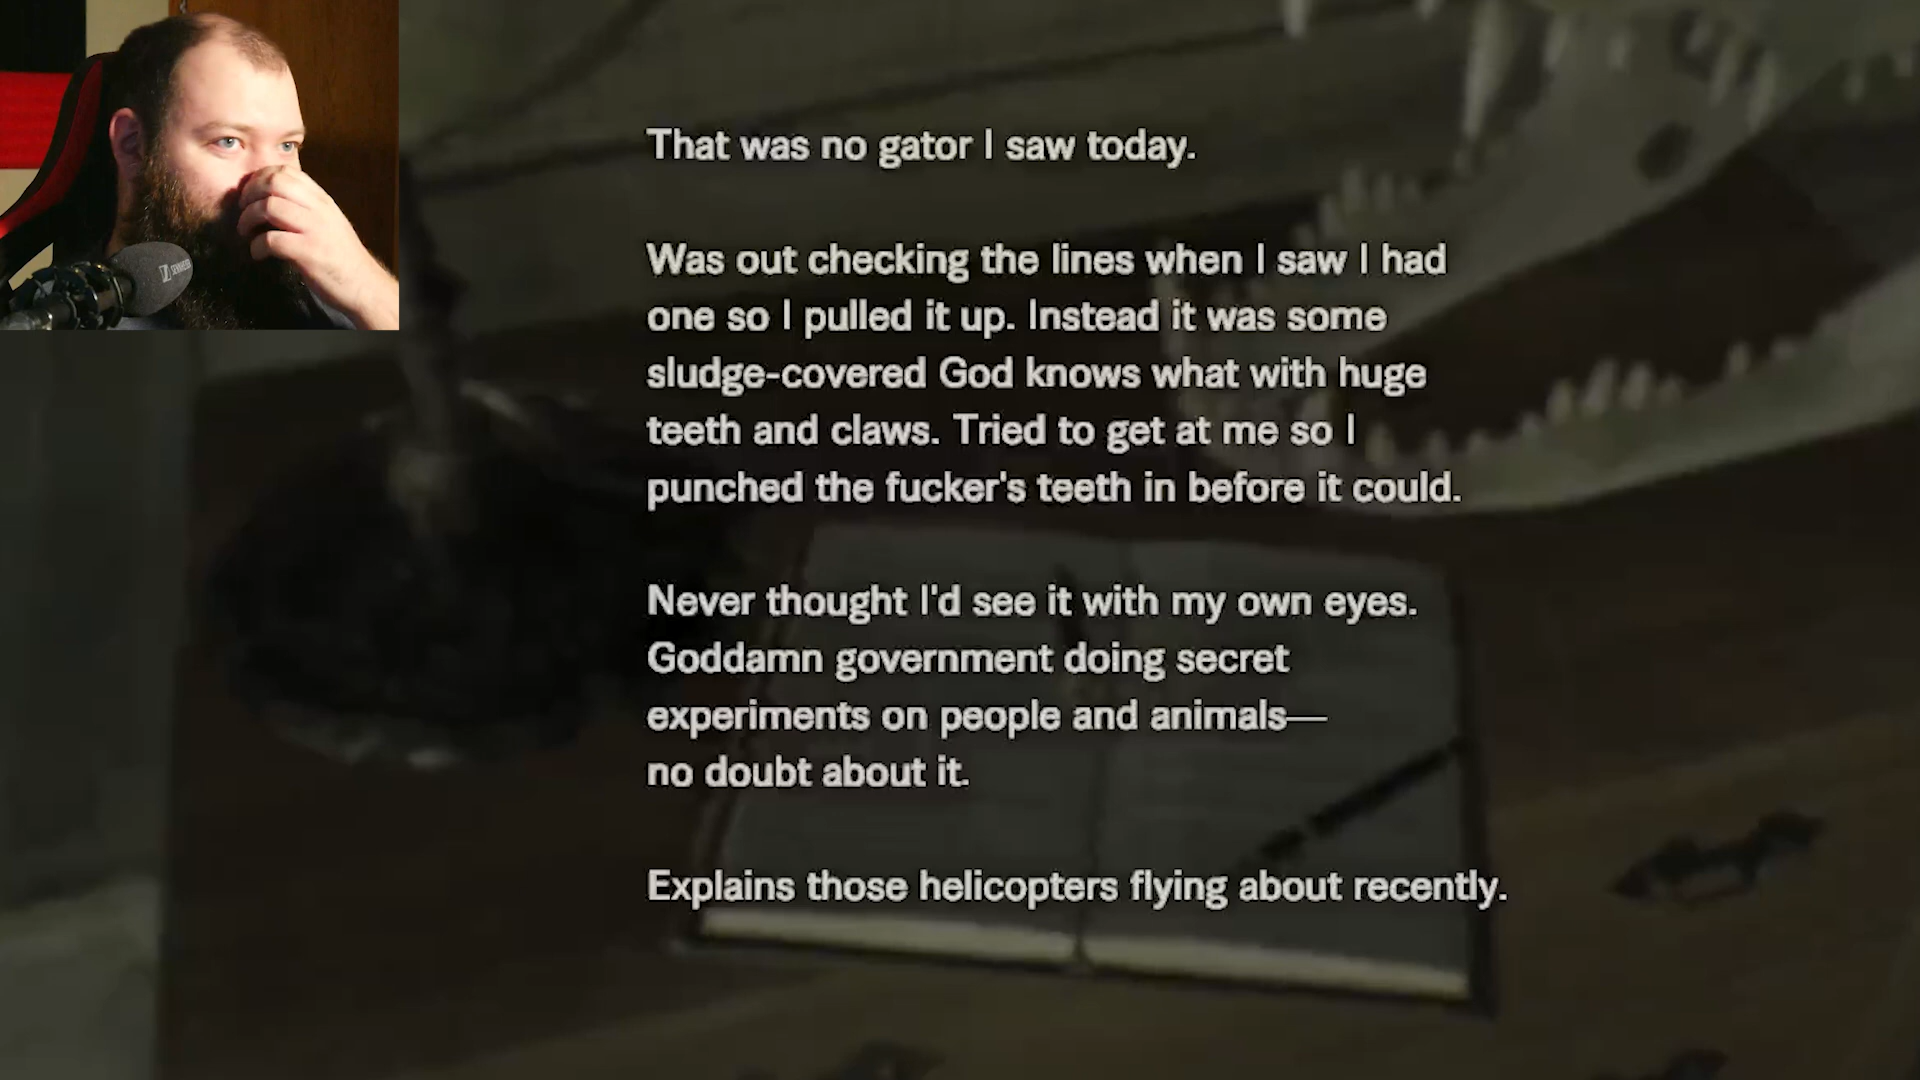 That was no gator I saw today.
Was out checking the lines when I saw I had
one so I pulled it up. Instead it was some
sludge-covered God knows what with huge
teeth and claws. Tried to get at me so I
punched the fucker's teeth in before it could.
Never thought I'd see it with my own eyes.
Goddamn government doing secret
experiments on people and animals—
no doubt about it.
Explains those helicopters flying about recently.
SENNHEISER